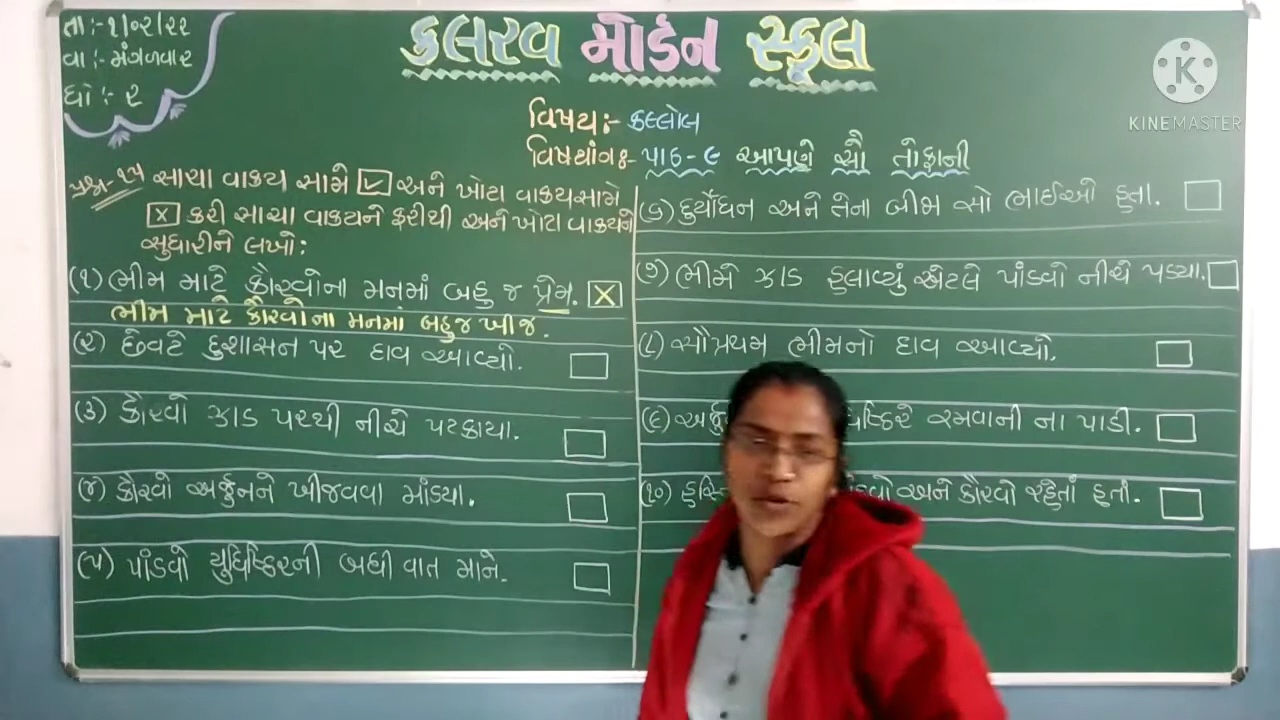 તા:-૧/૦૨/૨૨
વા:- મંગળવાર
ધો:- ૨
કલરવ મોર્ડન સ્કૂલ
વિષય:- કલ્લોલ
વિષયાંગઃ- પાઠ-૯ આપણે સૌ તોફાની
પ્રશ્ન-૧૫ સાચા વાક્ય સામે ✓ અને ખોટા વાક્યસામે
x કરી સાચા વાક્યને ફરીથી અને ખોટા વાક્યને
સુધારીને લખો:
(૧) ભીમ માટે કૌરવોના મનમાં બહુ જ પ્રેમ. X
ભીમ માટે કૌરવોના મનમાં બહુજ ખીજ.
(૨) છેવટે દુશાસન પર દાવ આવ્યો.
(૩) કૌરવો ઝાડ પરથી નીચે પટકાયા.
(૪) કૌરવો અર્જુનને ખીજવવા માંડ્યા.
(૫) પાંડવો યુધિષ્ઠિરની બધી વાત માને.
(૬) દુર્યોધન અને તેના બીજા સો ભાઈઓ હતા.
(૭) ભીમે ઝાડ હલાવ્યું એટલે પાંડવો નીચે પડ્યા.
(૮) સૌપ્રથમ ભીમનો દાવ આવ્યો.
(૯) રમવાની ના પાડી.
(૧૦) અને કૌરવો રહેતાં હતાં.
KINEMASTER